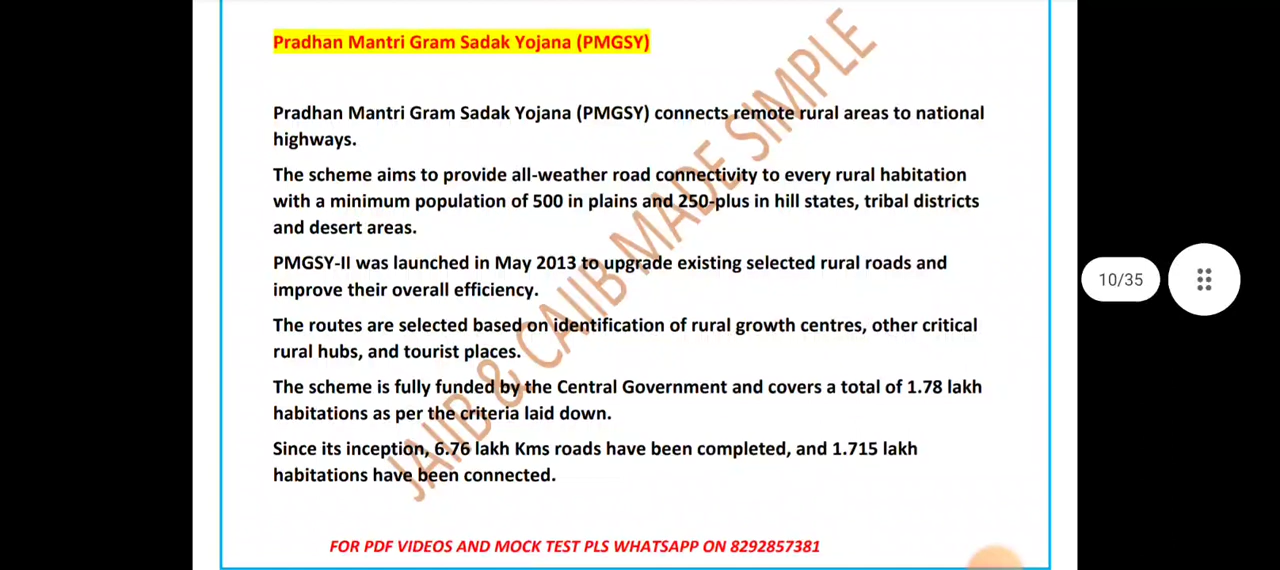 Pradhan Mantri Gram Sadak Yojana (PMGSY)
Pradhan Mantri Gram Sadak Yojana (PMGSY) connects remote rural areas to national
highways.
The scheme aims to provide all-weather road connectivity to every rural habitation
with a minimum population of 500 in plains and 250-plus in hill states, tribal districts
and desert areas.
PMGSY-II was launched in May 2013 to upgrade existing selected rural roads and
improve their overall efficiency.
The routes are selected based on identification of rural growth centres, other critical
rural hubs, and tourist places.
The scheme is fully funded by the Central Government and covers a total of 1.78 lakh
habitations as per the criteria laid down.
Since its inception, 6.76 lakh Kms roads have been completed, and 1.715 lakh
habitations have been connected.
FOR PDF VIDEOS AND MOCK TEST PLS WHATSAPP ON 8292857381
JAIIB & CAIIB MADE SIMPLE
10/35